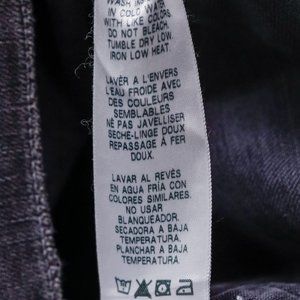 WASH INSIDE
IN COLD WATER
WITH LIKE COLORS.
DO NOT BLEACH.
TUMBLE DRY LOW.
IRON LOW HEAT.
LAVER À L'ENVERS
L'EAU FROIDE AVEC
DES COULEURS
SEMBLABLES
NE PAS JAVELLISER
SECHE-LINGE DOUX
REPASSAGE À FER
DOUX.
LAVAR AL REVÉS
EN AGUA FRÍA CON
COLORES SIMILARES.
NO USAR
BLANQUEADOR.
SECADORA A BAJA
TEMPERATURA.
PLANCHAR A BAJA
TEMPERATURA.